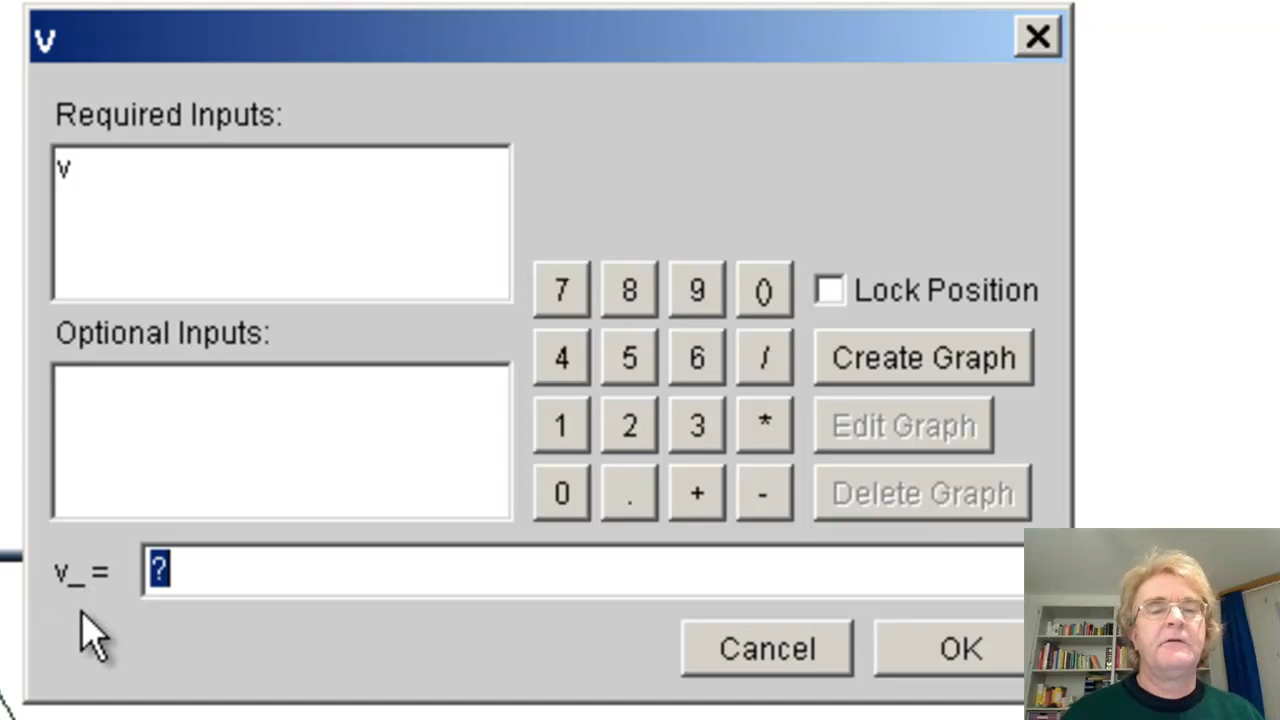 v
Required Inputs:
v
7 8 9 () Lock Position
Optional Inputs:
4 5 6 / Create Graph
1 2 3 * Edit Graph
0 . + - Delete Graph
v_ = ?
Cancel OK